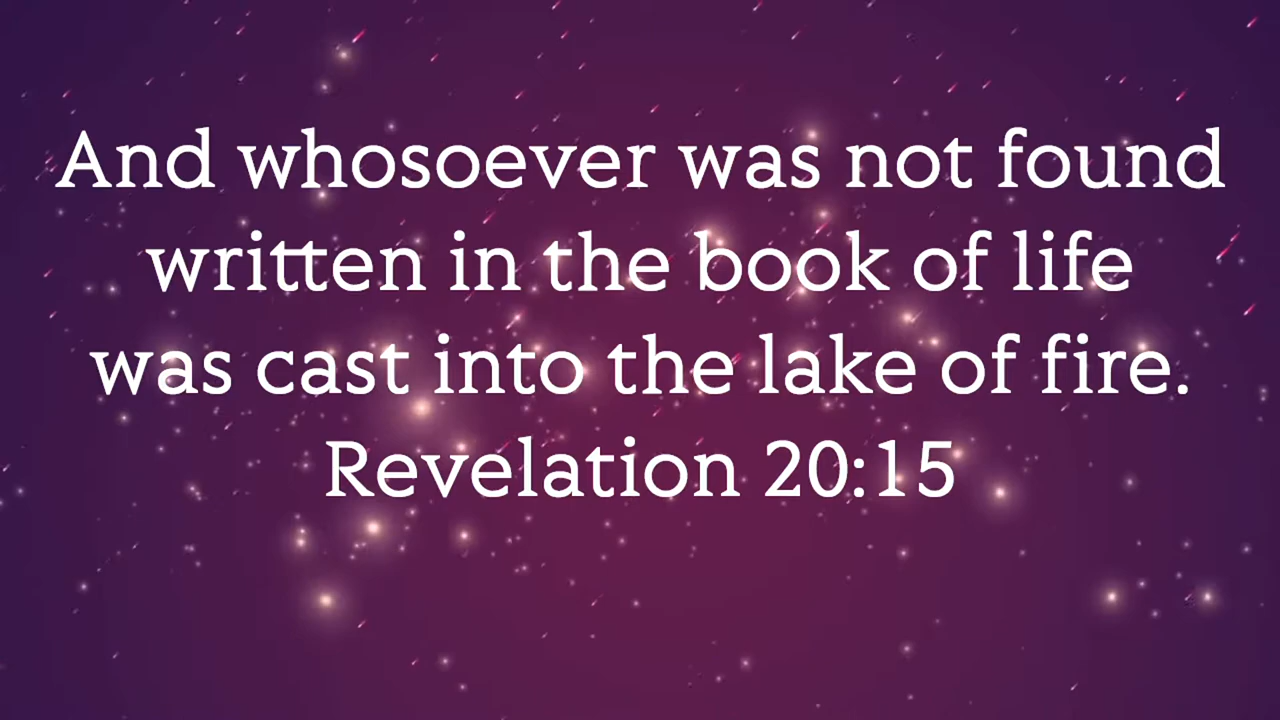 And whosoever was not found
written in the book of life
was cast into the lake of fire.
Revelation 20:15